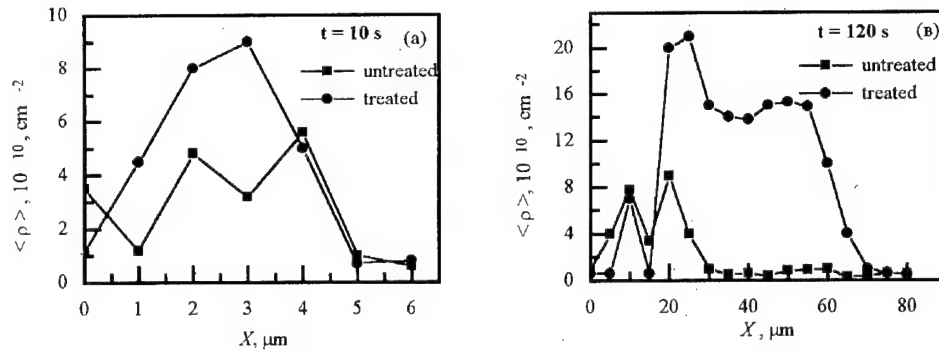 10
8
6
4
2
0
< ρ >, 10 ¹⁰, cm ⁻²
t = 10 s
(a)
untreated
treated
0 1 2 3 4 5 6
X, μm
20
16
12
8
4
0
< ρ >, 10 ¹⁰, cm ⁻²
t = 120 s
(в)
untreated
treated
0 20 40 60 80
X, μm